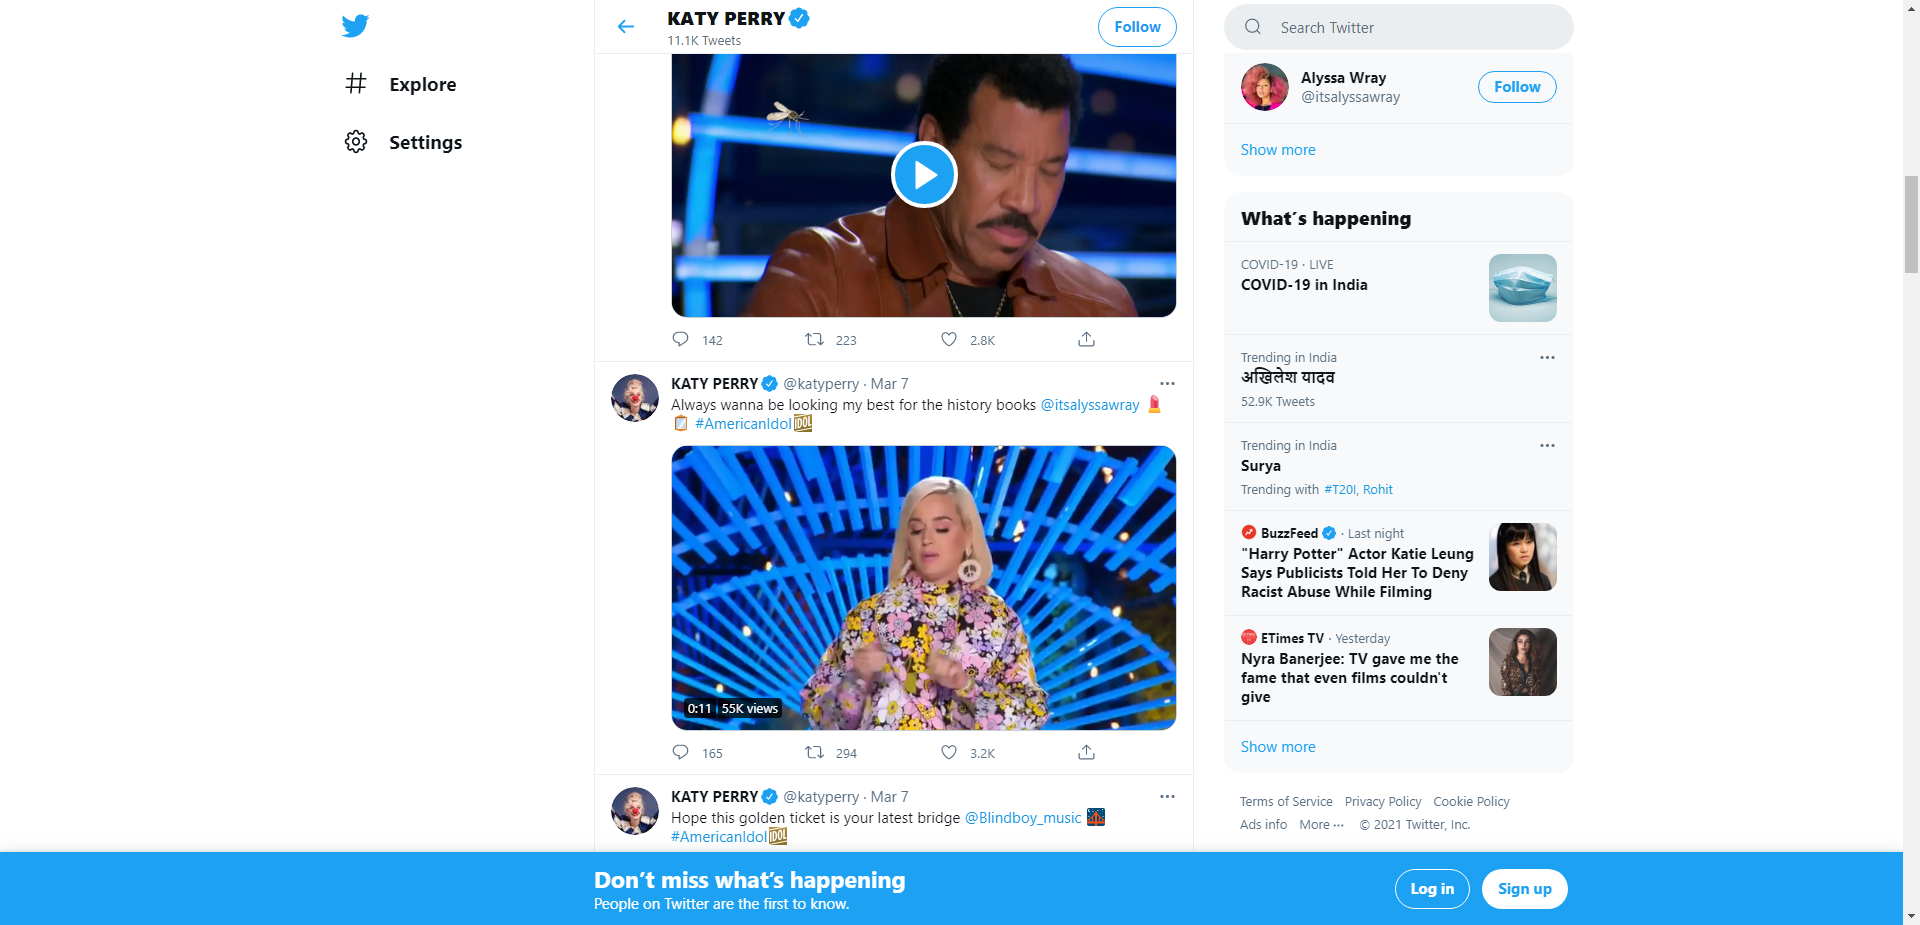 KATY PERRY
11.1K Tweets
Follow
Explore
Settings
142
223
2.8K
KATY PERRY @katyperry · Mar 7
Always wanna be looking my best for the history books @itsalyssawray
#AmericanIdol
0:11 55K views
165
294
3.2K
KATY PERRY @katyperry · Mar 7
Hope this golden ticket is your latest bridge @Blindboy_music
#AmericanIdol
Search Twitter
Alyssa Wray
@itsalyssawray
Follow
Show more
What's happening
COVID-19 · LIVE
COVID-19 in India
Trending in India
अखिलेश यादव
52.9K Tweets
Trending in India
Surya
Trending with #T20I, Rohit
BuzzFeed · Last night
"Harry Potter" Actor Katie Leung
Says Publicists Told Her To Deny
Racist Abuse While Filming
ETimes TV · Yesterday
Nyra Banerjee: TV gave me the
fame that even films couldn't
give
Show more
Terms of Service Privacy Policy Cookie Policy
Ads info More ··· © 2021 Twitter, Inc.
Don't miss what's happening
People on Twitter are the first to know.
Log in
Sign up